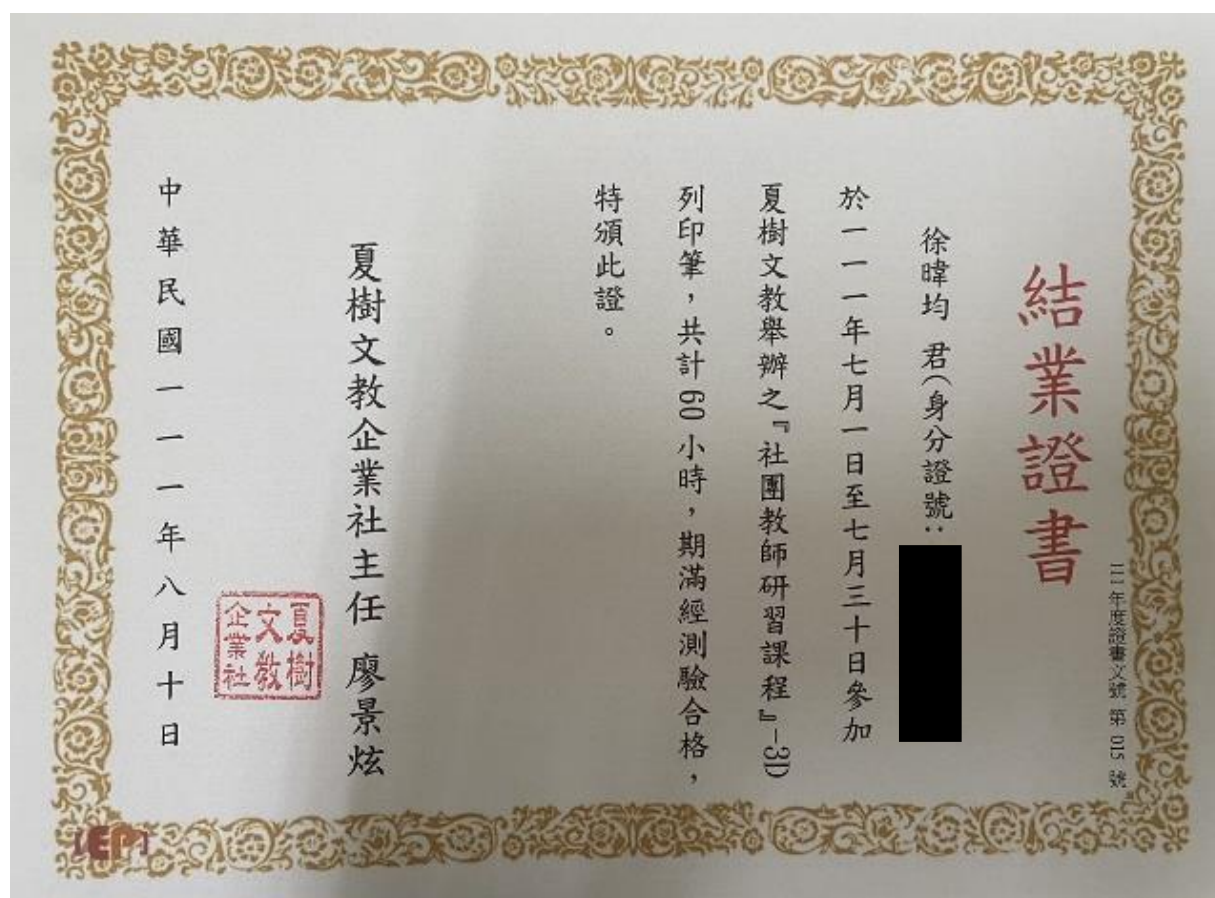 結業證書
111年度證書文號 第 015 號
徐暐均 君(身分證號:
於一一一年七月一日至七月三十日參加
夏樹文教舉辦之『社團教師研習課程』-3D
列印筆，共計 60 小時，期滿經測驗合格，
特頒此證。
夏樹文教企業社主任 廖景炫
夏樹
文教
企業社
中華民國一一一年八月十日
EP